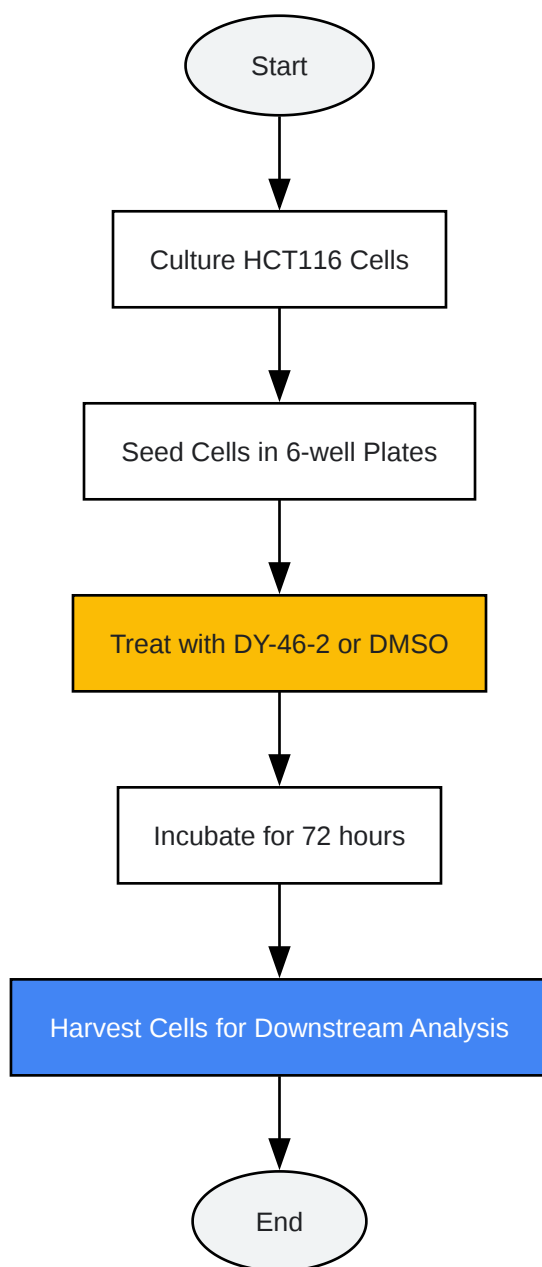 Start
Culture HCT116 Cells
Seed Cells in 6-well Plates
Treat with DY-46-2 or DMSO
Incubate for 72 hours
Harvest Cells for Downstream Analysis
End